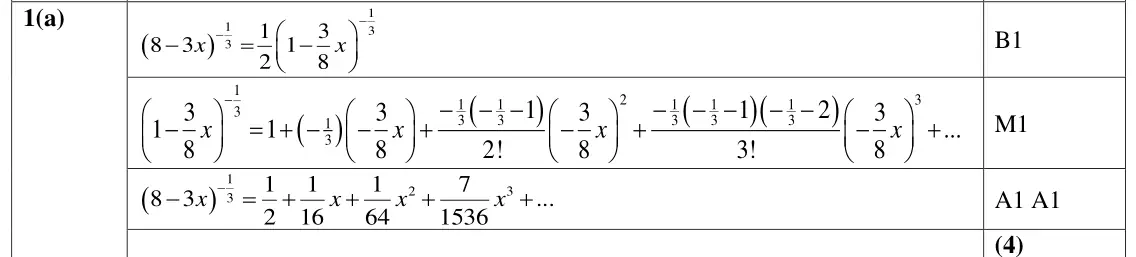 1(a) (8−3x)^{−1/3} = 1/2 (1 − 3/8 x)^{−1/3} B1
(1 − 3/8 x)^{−1/3} = 1 + (−1/3)(−3/8 x) + −1/3(−1/3 −1)/2! (−3/8 x)^2 + −1/3(−1/3 −1)(−1/3 −2)/3! (−3/8 x)^3 + ... M1
(8−3x)^{−1/3} = 1/2 + 1/16 x + 1/64 x^2 + 7/1536 x^3 + ... A1 A1
(4)